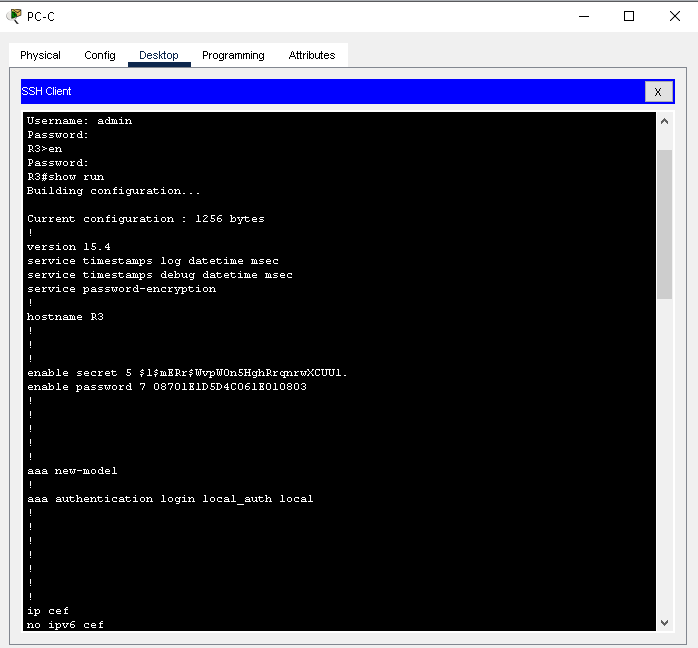 PC-C
Physical Config Desktop Programming Attributes
SSH Client
X
Username: admin
Password:
R3>en
Password:
R3#show run
Building configuration...
Current configuration : 1256 bytes
!
version 15.4
service timestamps log datetime msec
service timestamps debug datetime msec
service password-encryption
!
hostname R3
!
!
!
enable secret 5 $1$mERr$WvpW0n5HghRrqnrwXCUUl.
enable password 7 08701E1D5D4C061E010803
!
!
!
!
!
aaa new-model
!
aaa authentication login local_auth local
!
!
!
!
!
!
!
ip cef
no ipv6 cef